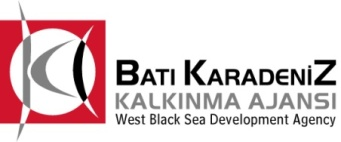 BATI KARADENİZ
KALKINMA AJANSI
West Black Sea Development Agency